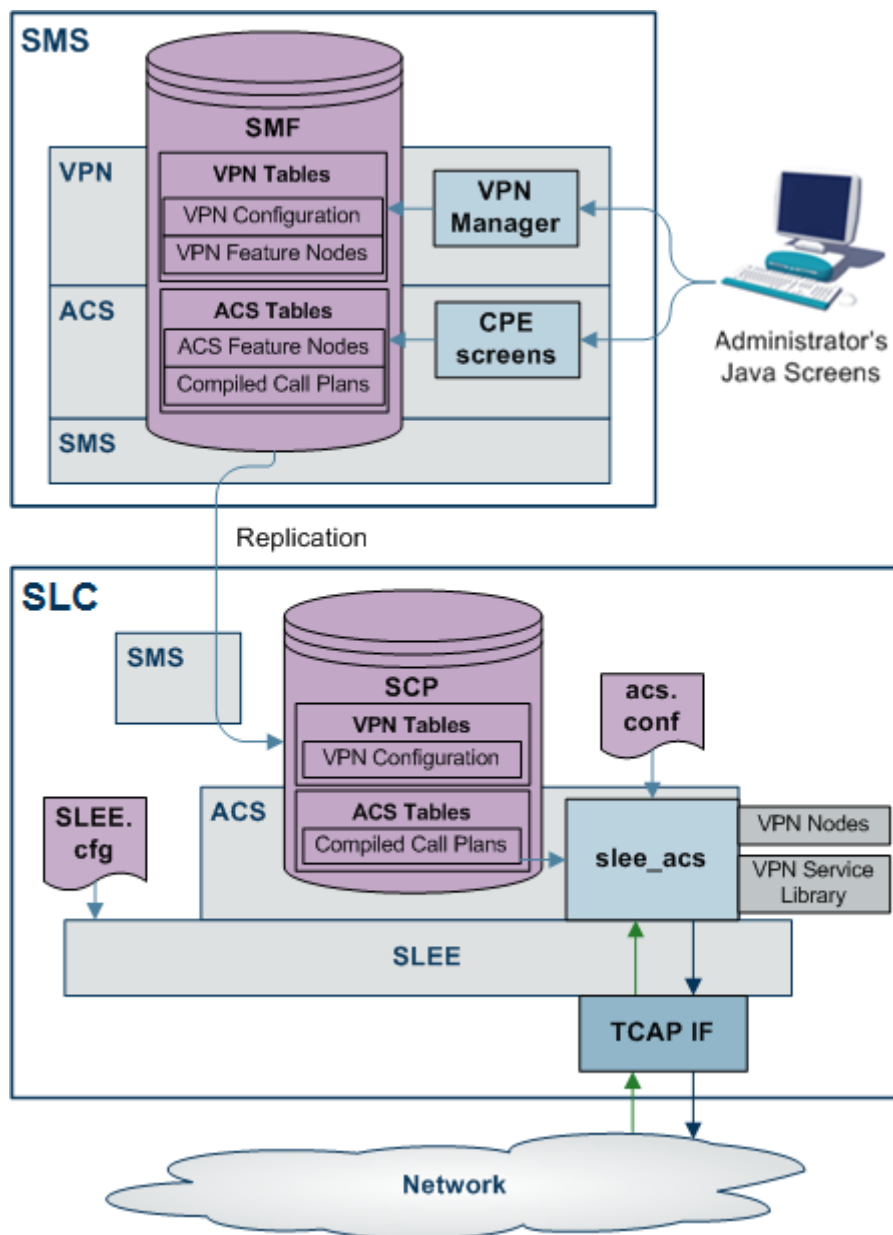 SMS
SMF
VPN
VPN Tables
VPN Configuration
VPN Feature Nodes
VPN
Manager
ACS
ACS Tables
ACS Feature Nodes
Compiled Call Plans
CPE
screens
Administrator's
Java Screens
SMS
Replication
SLC
SMS
SCP
VPN Tables
VPN Configuration
acs.
conf
SLEE.
cfg
ACS
ACS Tables
Compiled Call Plans
slee_acs
VPN Nodes
VPN Service
Library
SLEE
TCAP IF
Network